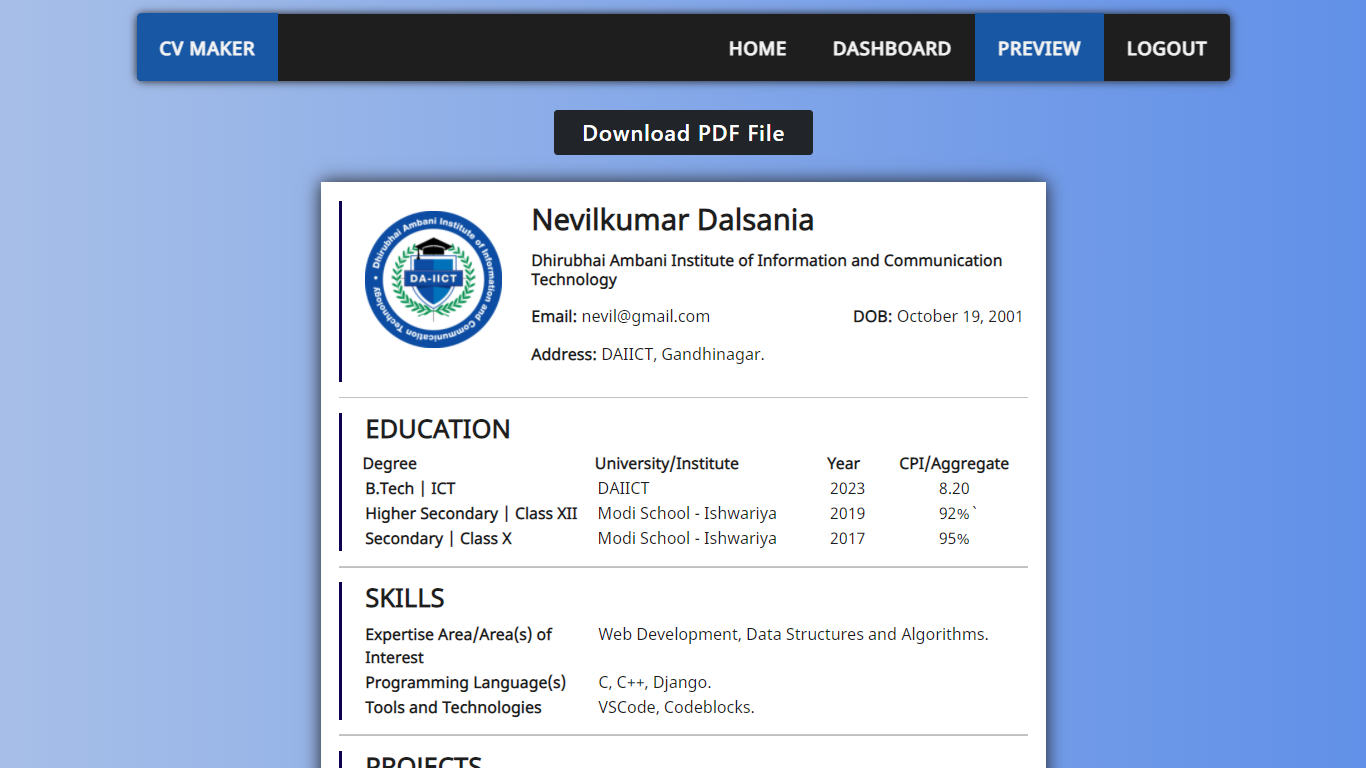 CV MAKER HOME DASHBOARD PREVIEW LOGOUT
Download PDF File
Dhirubhai Ambani Institute of Information and Communication Technology
DA-IICT
Nevilkumar Dalsania
Dhirubhai Ambani Institute of Information and Communication
Technology
Email: nevil@gmail.com DOB: October 19, 2001
Address: DAIICT, Gandhinagar.
EDUCATION
Degree University/Institute Year CPI/Aggregate
B.Tech | ICT DAIICT 2023 8.20
Higher Secondary | Class XII Modi School - Ishwariya 2019 92%`
Secondary | Class X Modi School - Ishwariya 2017 95%
SKILLS
Expertise Area/Area(s) of Web Development, Data Structures and Algorithms.
Interest
Programming Language(s) C, C++, Django.
Tools and Technologies VSCode, Codeblocks.
PROJECTS